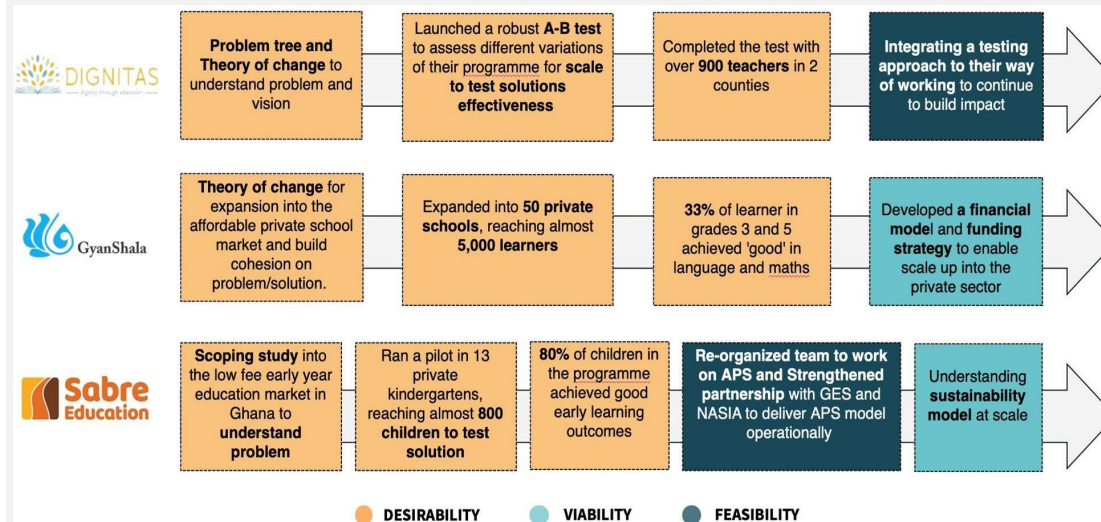 DIGNITAS
dignity through education
Problem tree and
Theory of change to
understand problem and
vision
Launched a robust A-B test
to assess different variations
of their programme for scale
to test solutions
effectiveness
Completed the test with
over 900 teachers in 2
counties
Integrating a testing
approach to their way
of working to continue
to build impact
GyanShala
Theory of change for
expansion into the
affordable private school
market and build
cohesion on
problem/solution.
Expanded into 50 private
schools, reaching almost
5,000 learners
33% of learner in
grades 3 and 5
achieved 'good' in
language and maths
Developed a financial
model and funding
strategy to enable
scale up into the
private sector
Sabre
Education
Scoping study into
the low fee early year
education market in
Ghana to
understand
problem
Ran a pilot in 13
private
kindergartens,
reaching almost 800
children to test
solution
80% of children in
the programme
achieved good
early learning
outcomes
Re-organized team to work
on APS and Strengthened
partnership with GES and
NASIA to deliver APS model
operationally
Understanding
sustainability
model at scale
DESIRABILITY
VIABILITY
FEASIBILITY